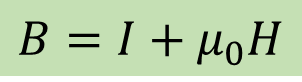 B = I + μ₀H